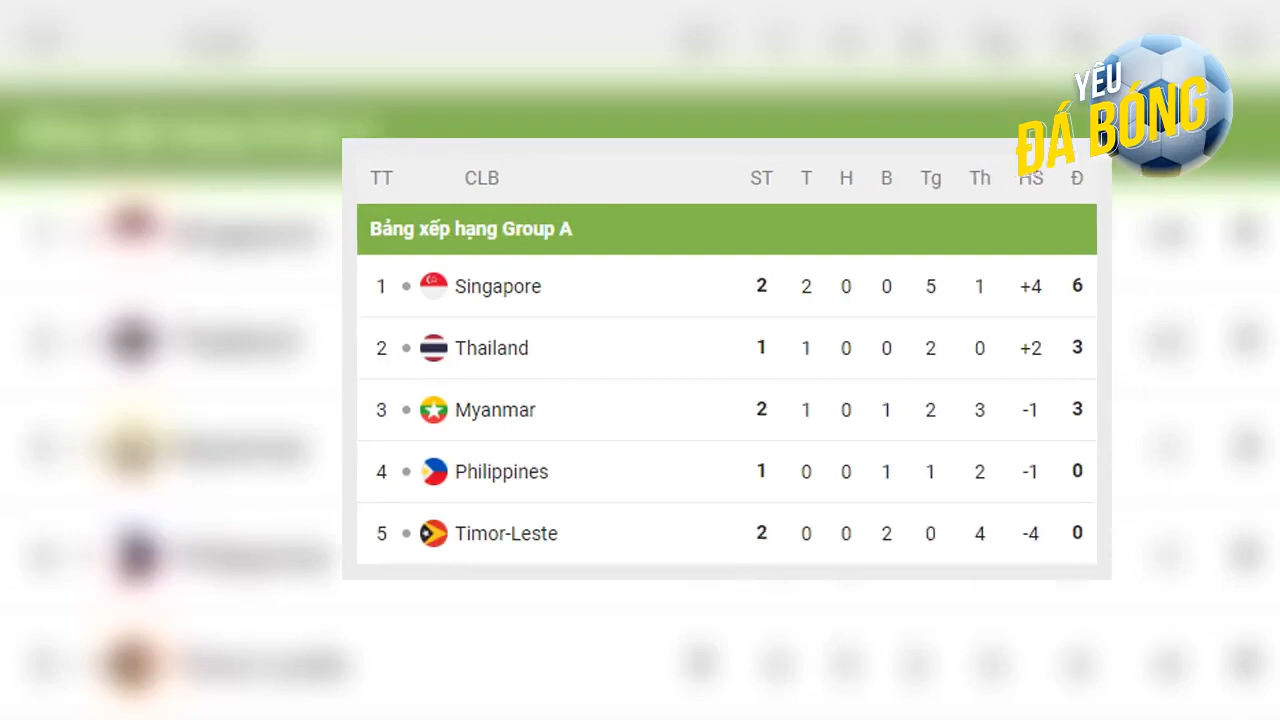 YÊU
ĐÁ BÓNG
TT CLB ST T H B Tg Th HS Đ
Bảng xếp hạng Group A
1 Singapore 2 2 0 0 5 1 +4 6
2 Thailand 1 1 0 0 2 0 +2 3
3 Myanmar 2 1 0 1 2 3 -1 3
4 Philippines 1 0 0 1 1 2 -1 0
5 Timor-Leste 2 0 0 2 0 4 -4 0